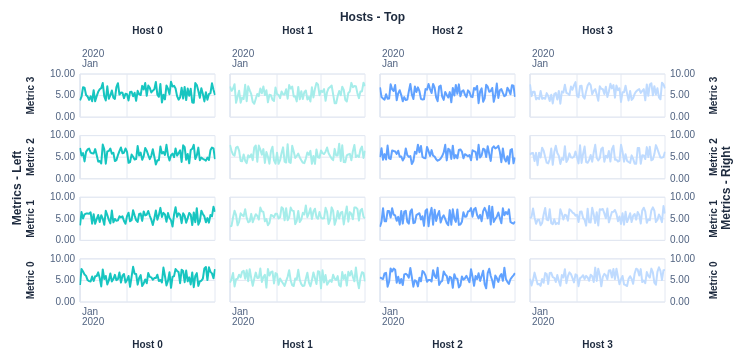 Hosts - Top
Host 0 Host 1 Host 2 Host 3
2020 2020 2020 2020
Jan Jan Jan Jan
Metrics - Left
Metric 3 10.00 5.00 0.00 10.00 5.00 0.00 Metric 3
Metric 2 10.00 5.00 0.00 10.00 5.00 0.00 Metric 2
Metric 1 10.00 5.00 0.00 10.00 5.00 0.00 Metric 1
Metric 0 10.00 5.00 0.00 10.00 5.00 0.00 Metric 0
Metrics - Right
Jan Jan Jan Jan
2020 2020 2020 2020
Host 0 Host 1 Host 2 Host 3